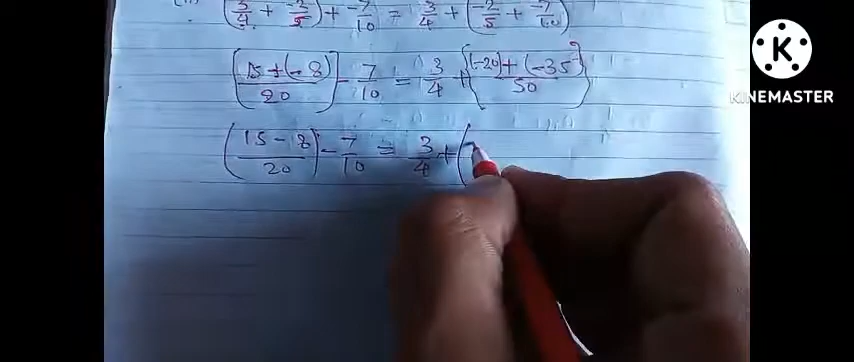 (3/4 + -2/5) + -7/10 = 3/4 + (-2/5 + -7/10)
((15 + (-8))/20) - 7/10 = 3/4 + (((-20) + (-35))/50)
((15 - 8)/20) - 7/10 = 3/4 + (
KINEMASTER